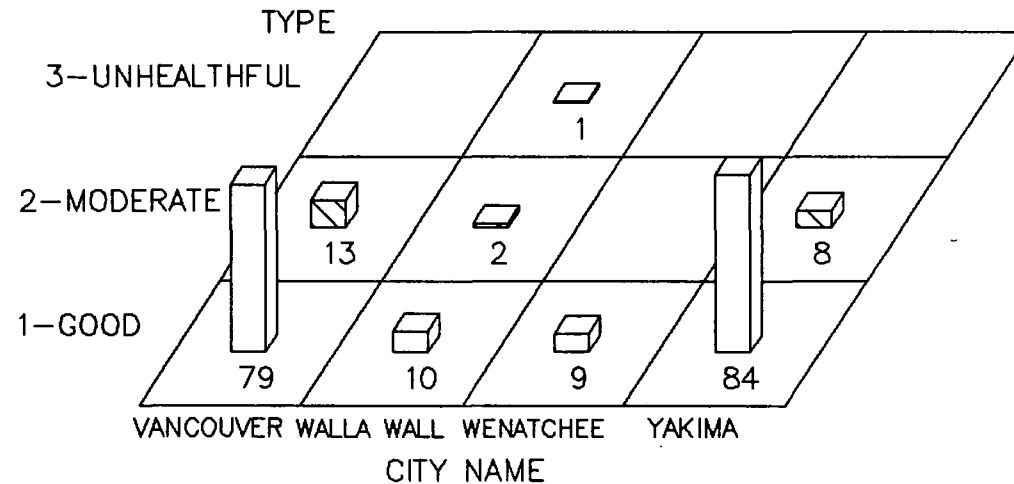 TYPE
3-UNHEALTHFUL
1
2-MODERATE
13 2 8
1-GOOD
79 10 9 84
VANCOUVER WALLA WALL WENATCHEE YAKIMA
CITY NAME